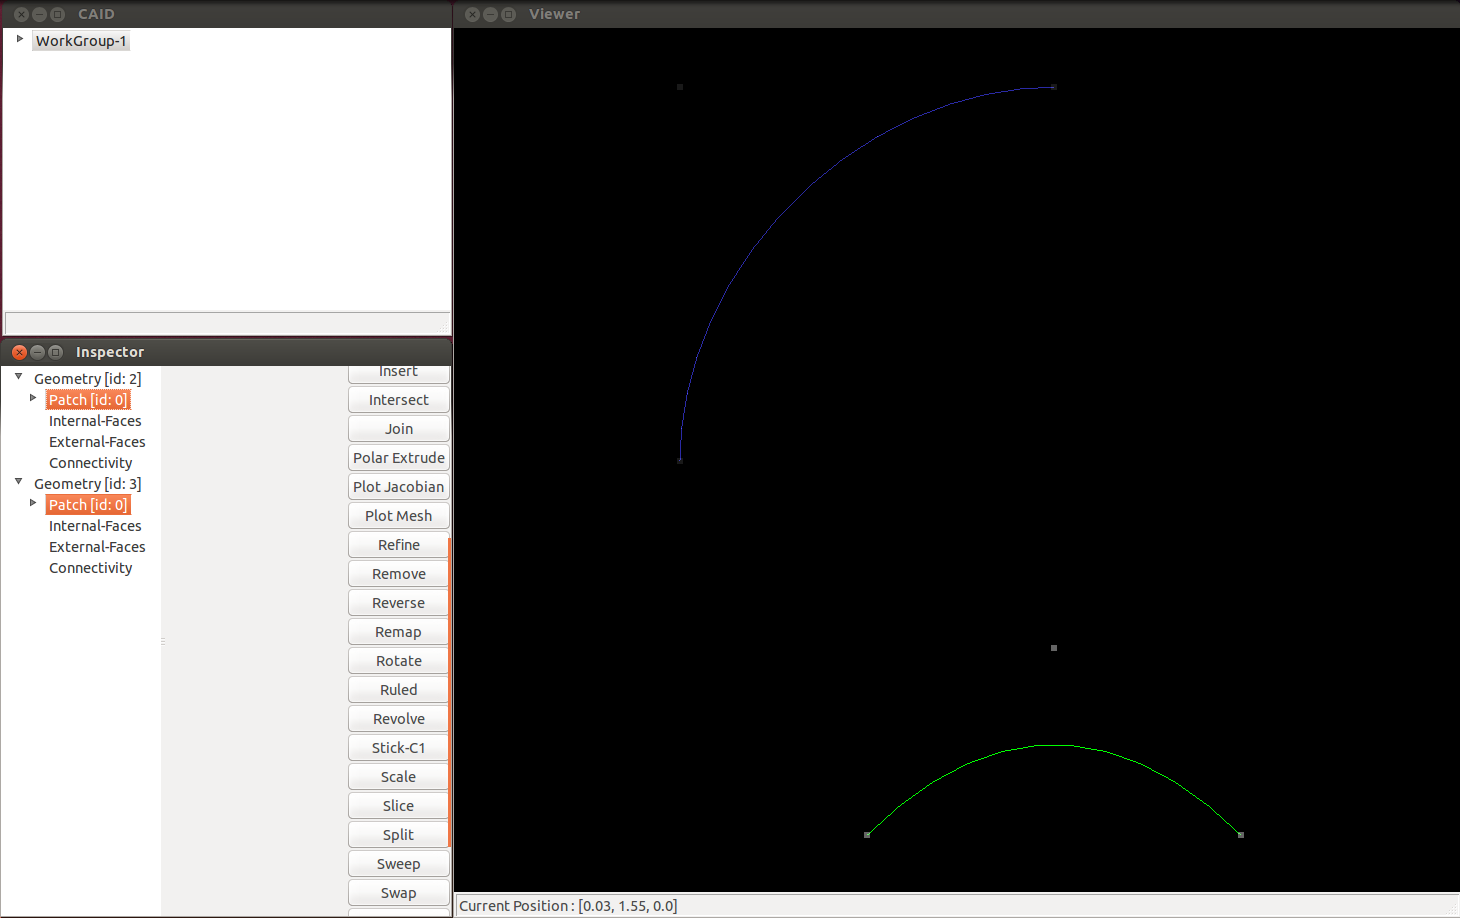 CAID
WorkGroup-1
Inspector
Geometry [id: 2]
Patch [id: 0]
Internal-Faces
External-Faces
Connectivity
Geometry [id: 3]
Patch [id: 0]
Internal-Faces
External-Faces
Connectivity
Insert
Intersect
Join
Polar Extrude
Plot Jacobian
Plot Mesh
Refine
Remove
Reverse
Remap
Rotate
Ruled
Revolve
Stick-C1
Scale
Slice
Split
Sweep
Swap
Viewer
Current Position : [0.03, 1.55, 0.0]